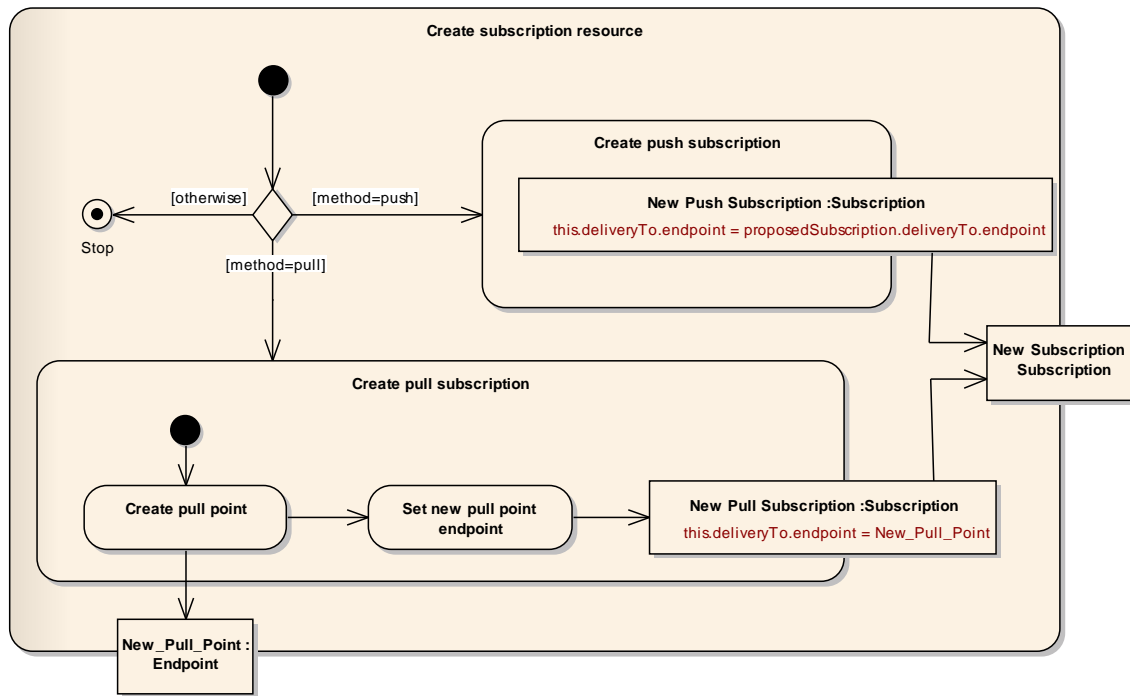 Create subscription resource
Create push subscription
[otherwise]
[method=push]
New Push Subscription :Subscription
this.deliveryTo.endpoint = proposedSubscription.deliveryTo.endpoint
Stop
[method=pull]
New Subscription
Subscription
Create pull subscription
Create pull point
Set new pull point
endpoint
New Pull Subscription :Subscription
this.deliveryTo.endpoint = New_Pull_Point
New_Pull_Point :
Endpoint